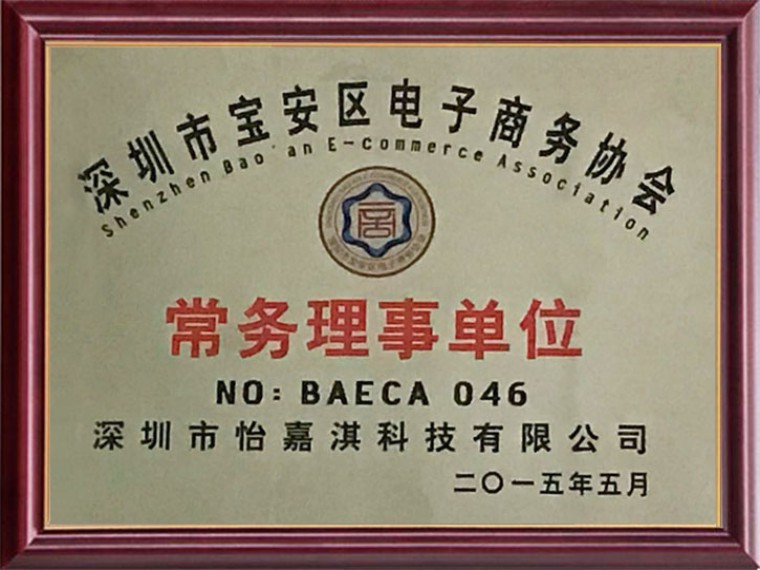 深圳市宝安区电子商务协会
Shenzhen Bao'an E-commerce Association
常务理事单位
NO: BAECA 046
深圳市怡嘉淇科技有限公司
二〇一五年五月